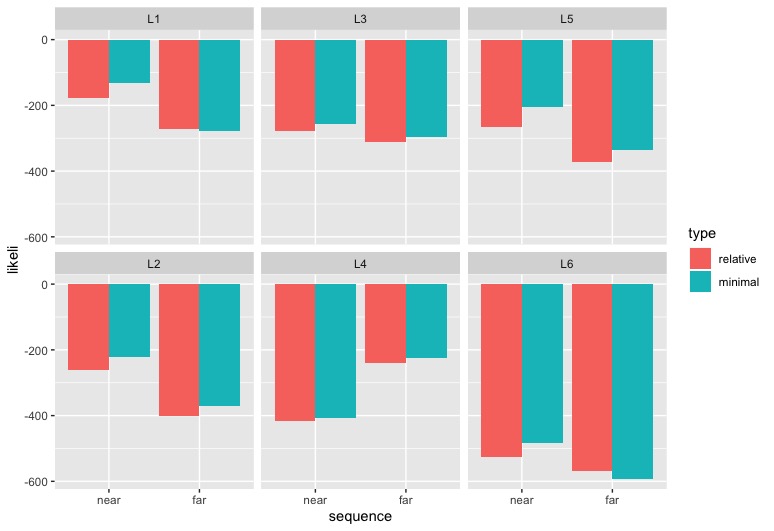 L1 L3 L5
0
-200
-400
-600
L2 L4 L6
0
-200
-400
-600
near far near far near far
sequence
likeli
type
relative
minimal